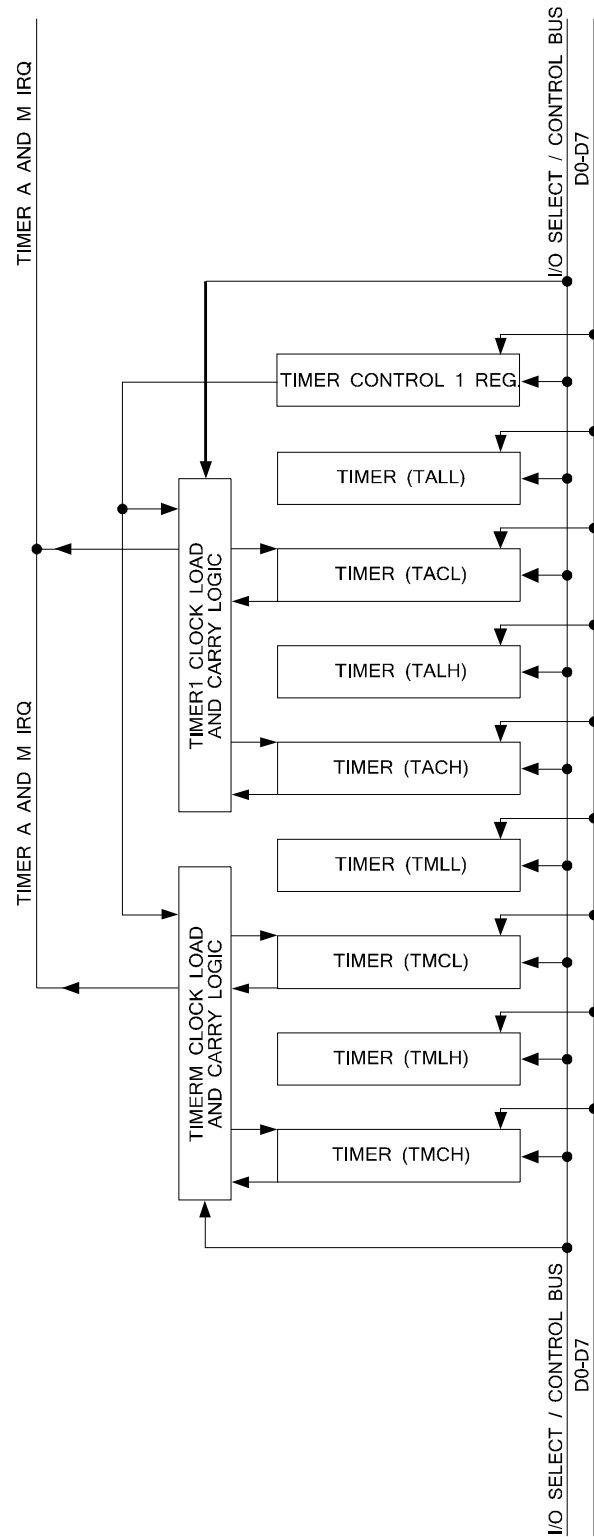 TIMER A AND M IRQ
I/O SELECT / CONTROL BUS
D0-D7
TIMER CONTROL 1 REG.
TIMER (TALL)
TIMER1 CLOCK LOAD
AND CARRY LOGIC
TIMER (TACL)
TIMER (TALH)
TIMER (TACH)
TIMER A AND M IRQ
TIMER (TMLL)
TIMERM CLOCK LOAD
AND CARRY LOGIC
TIMER (TMCL)
TIMER (TMLH)
TIMER (TMCH)
I/O SELECT / CONTROL BUS
D0-D7